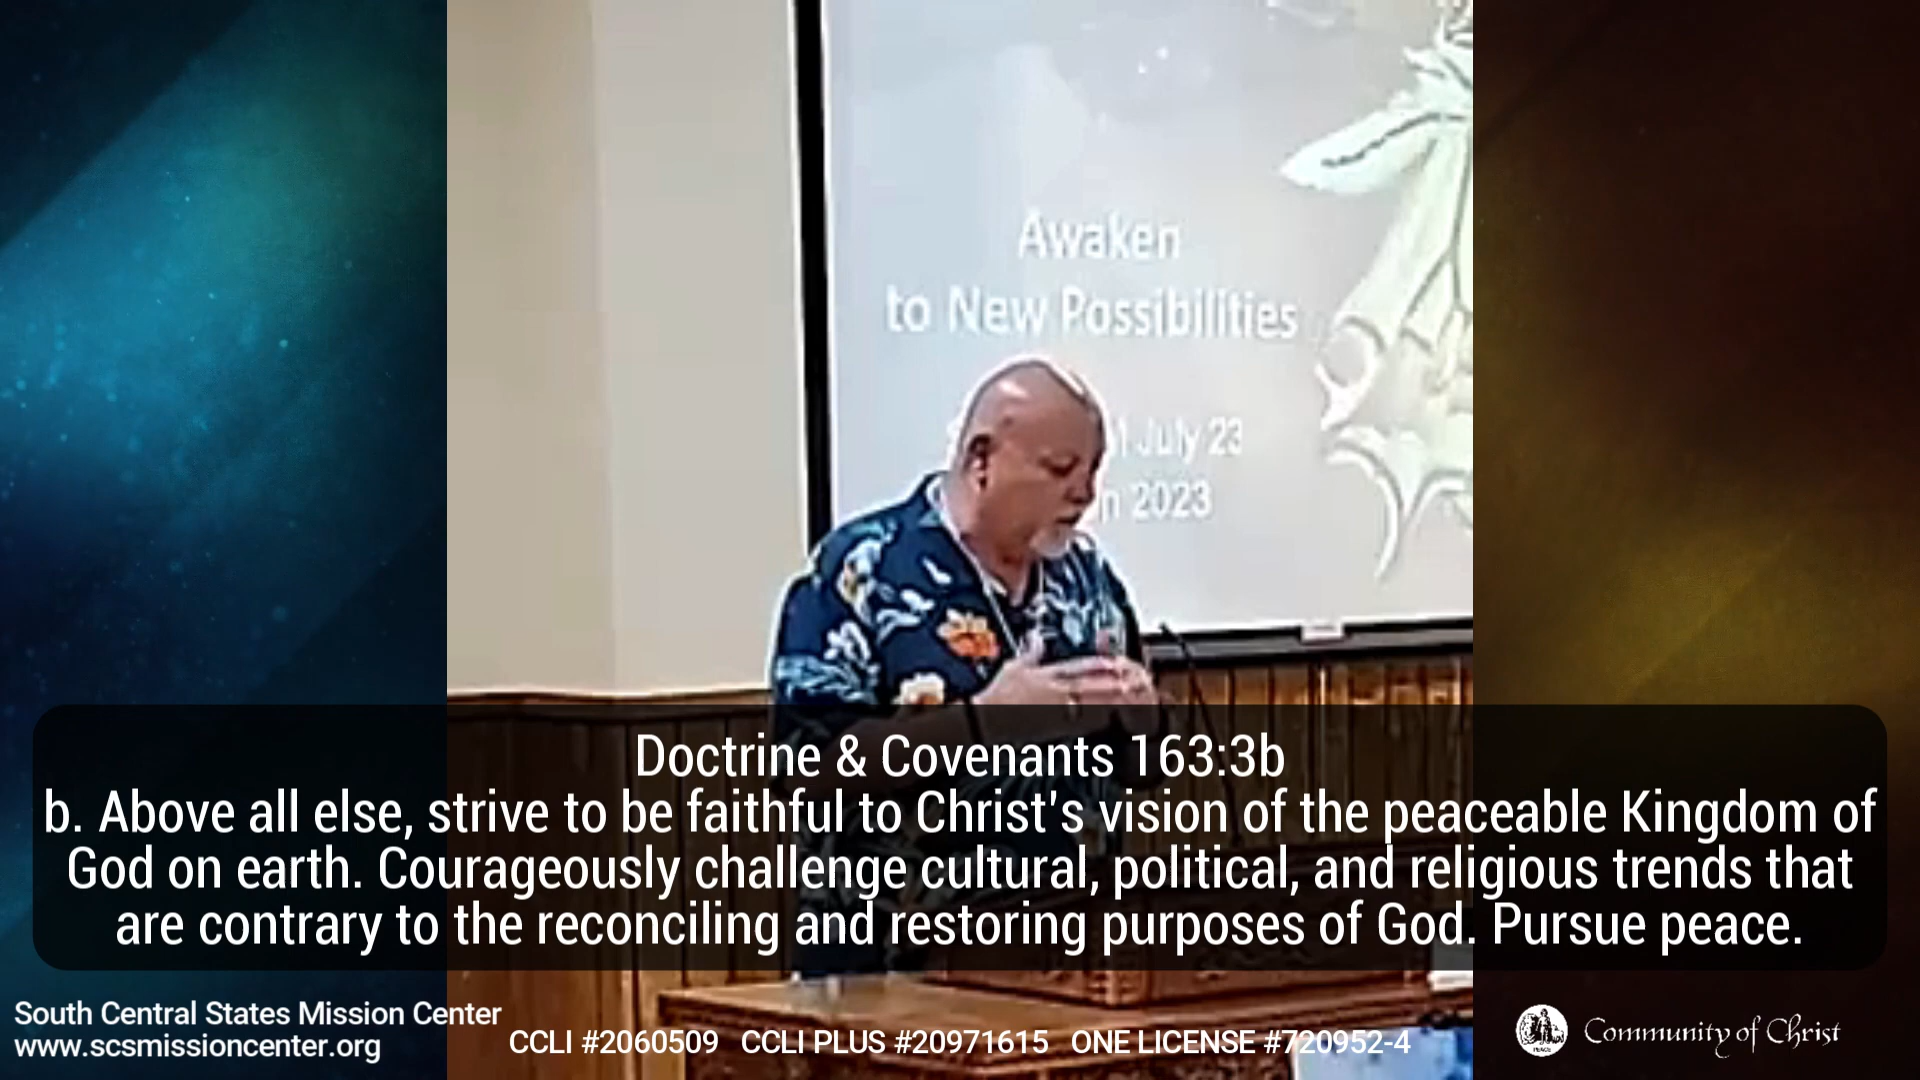 Awaken
to New Possibilities
July 23
2023
Doctrine & Covenants 163:3b
b. Above all else, strive to be faithful to Christ's vision of the peaceable Kingdom of
God on earth. Courageously challenge cultural, political, and religious trends that
are contrary to the reconciling and restoring purposes of God. Pursue peace.
South Central States Mission Center
www.scsmissioncenter.org
CCLI #2060509 CCLI PLUS #20971615 ONE LICENSE #720952-4
PEACE
Community of Christ